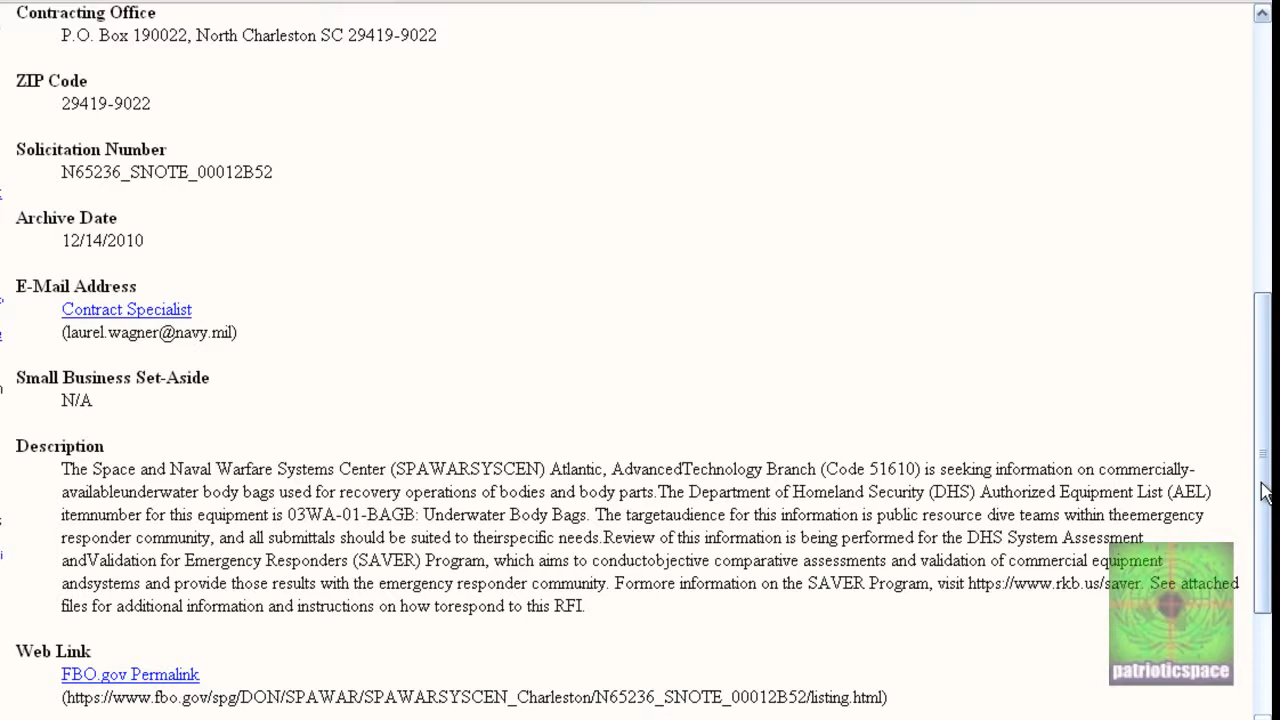 Contracting Office
P.O. Box 190022, North Charleston SC 29419-9022
ZIP Code
29419-9022
Solicitation Number
N65236_SNOTE_00012B52
Archive Date
12/14/2010
E-Mail Address
Contract Specialist
(laurel.wagner@navy.mil)
Small Business Set-Aside
N/A
Description
The Space and Naval Warfare Systems Center (SPAWARSYSCEN) Atlantic, AdvancedTechnology Branch (Code 51610) is seeking information on commercially-
availableunderwater body bags used for recovery operations of bodies and body parts.The Department of Homeland Security (DHS) Authorized Equipment List (AEL)
itemnumber for this equipment is 03WA-01-BAGB: Underwater Body Bags. The targetaudience for this information is public resource dive teams within theemergency
responder community, and all submittals should be suited to theirspecific needs.Review of this information is being performed for the DHS System Assessment
andValidation for Emergency Responders (SAVER) Program, which aims to conductobjective comparative assessments and validation of commercial equipment
andsystems and provide those results with the emergency responder community. Formore information on the SAVER Program, visit https://www.rkb.us/saver. See attached
files for additional information and instructions on how torespond to this RFI.
Web Link
FBO.gov Permalink
(https://www.fbo.gov/spg/DON/SPAWAR/SPAWARSYSCEN_Charleston/N65236_SNOTE_00012B52/listing.html)
patrioticspace